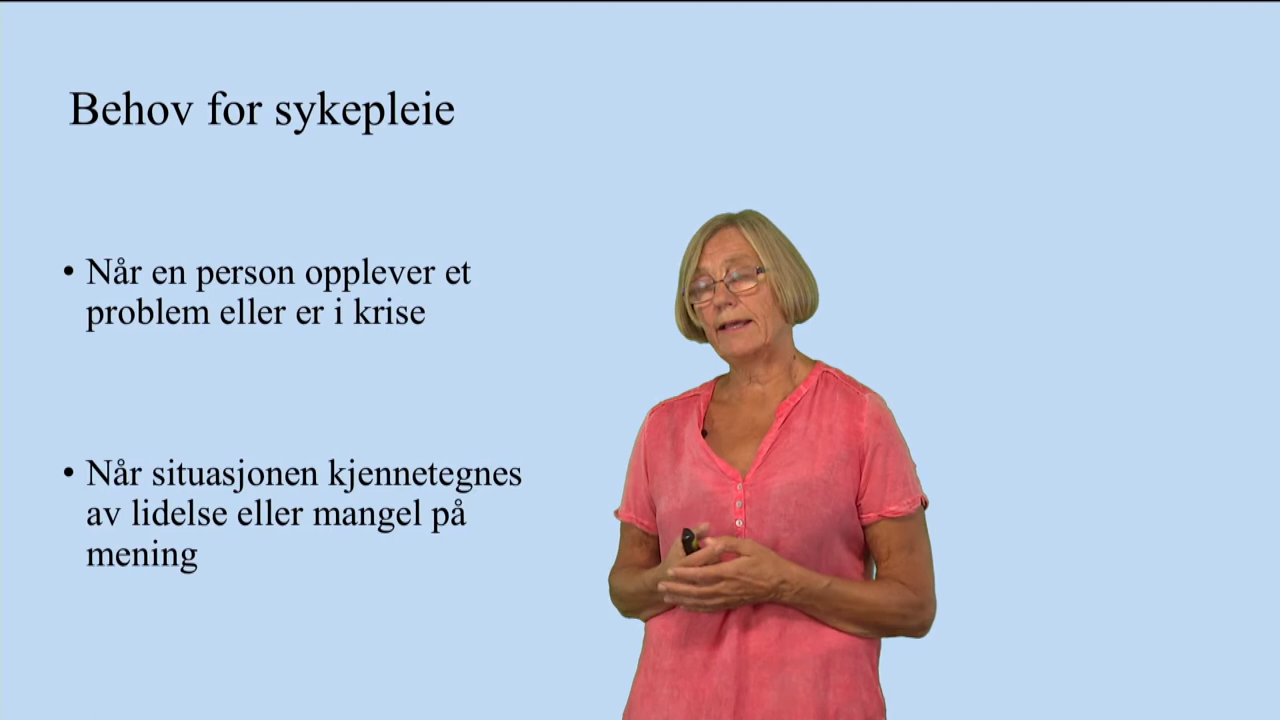 Behov for sykepleie
• Når en person opplever et
problem eller er i krise
• Når situasjonen kjennetegnes
av lidelse eller mangel på
mening